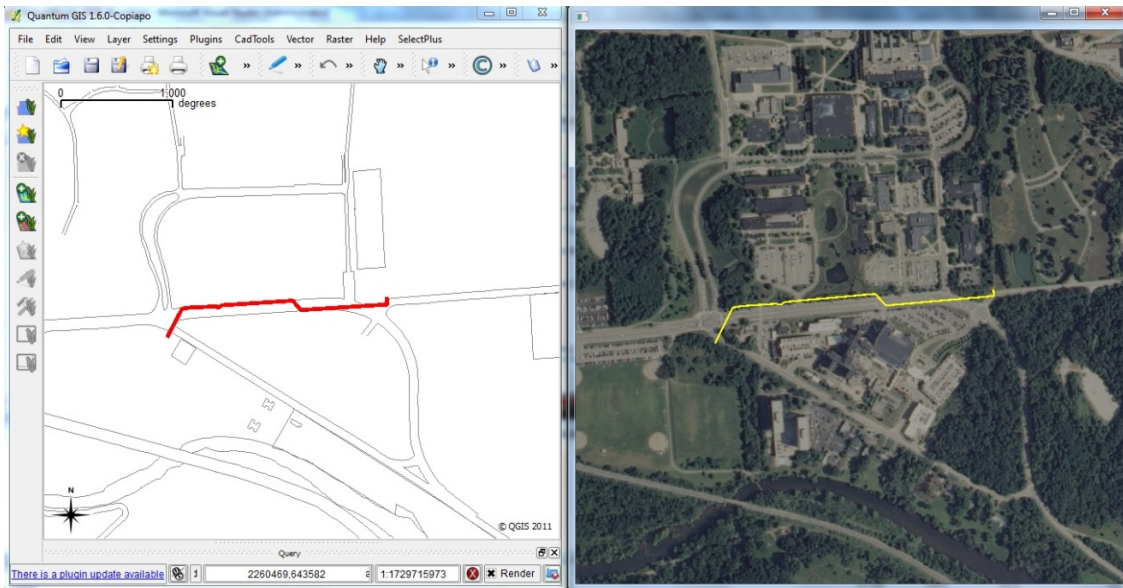 Quantum GIS 1.6.0-Copiapo
File Edit View Layer Settings Plugins CadTools Vector Raster Help SelectPlus
» » » » » »
0 1,000
degrees
N
© QGIS 2011
Query
There is a plugin update available 2260469,643582 1:1729715973 Render